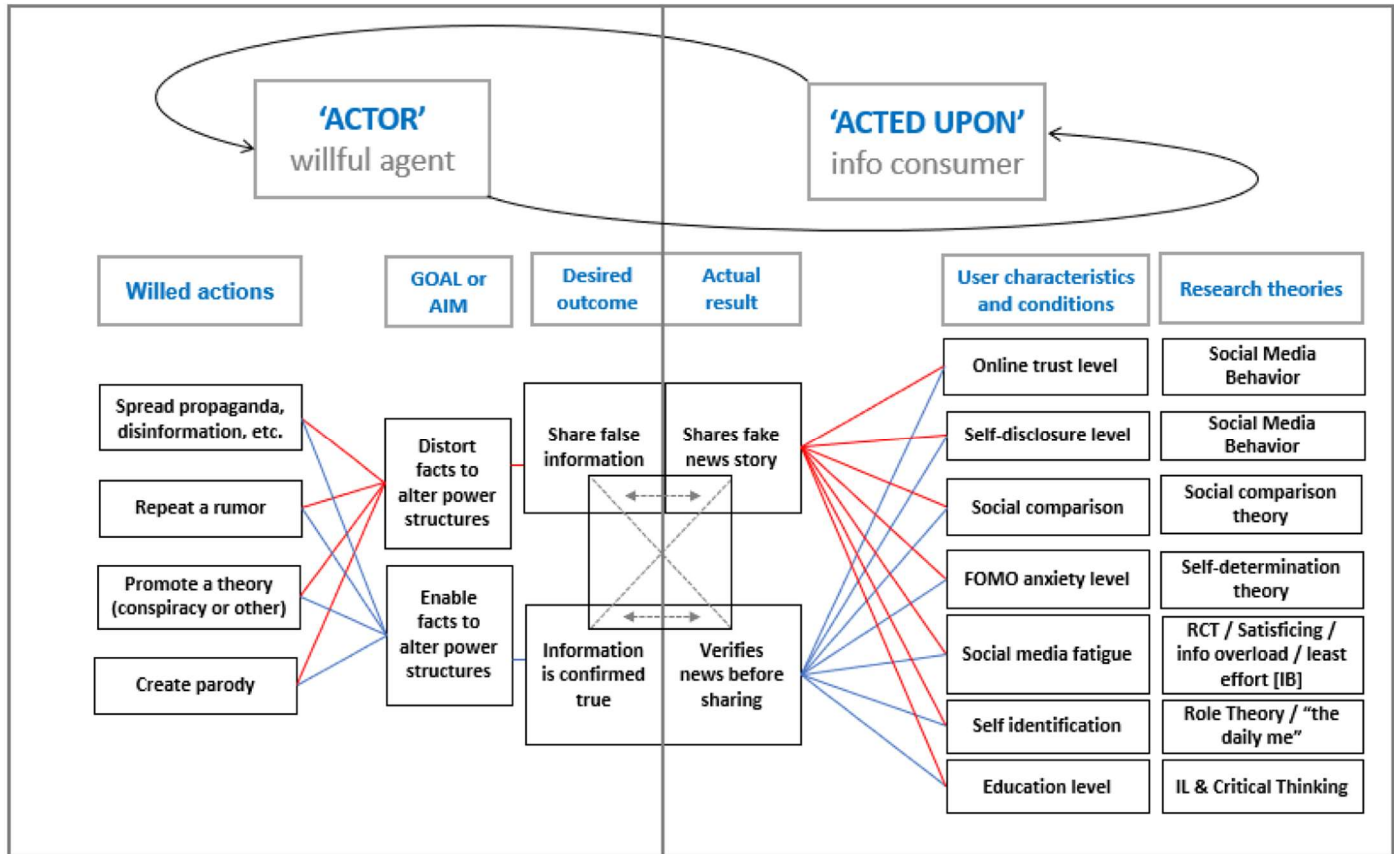 ‘ACTOR’
willful agent
‘ACTED UPON’
info consumer
Willed actions
GOAL or
AIM
Desired
outcome
Actual
result
User characteristics
and conditions
Research theories
Spread propaganda,
disinformation, etc.
Repeat a rumor
Promote a theory
(conspiracy or other)
Create parody
Distort
facts to
alter power
structures
Enable
facts to
alter power
structures
Share false
information
Shares fake
news story
Information
is confirmed
true
Verifies
news before
sharing
Online trust level
Social Media
Behavior
Self-disclosure level
Social Media
Behavior
Social comparison
Social comparison
theory
FOMO anxiety level
Self-determination
theory
Social media fatigue
RCT / Satisficing /
info overload / least
effort [IB]
Self identification
Role Theory / “the
daily me”
Education level
IL & Critical Thinking